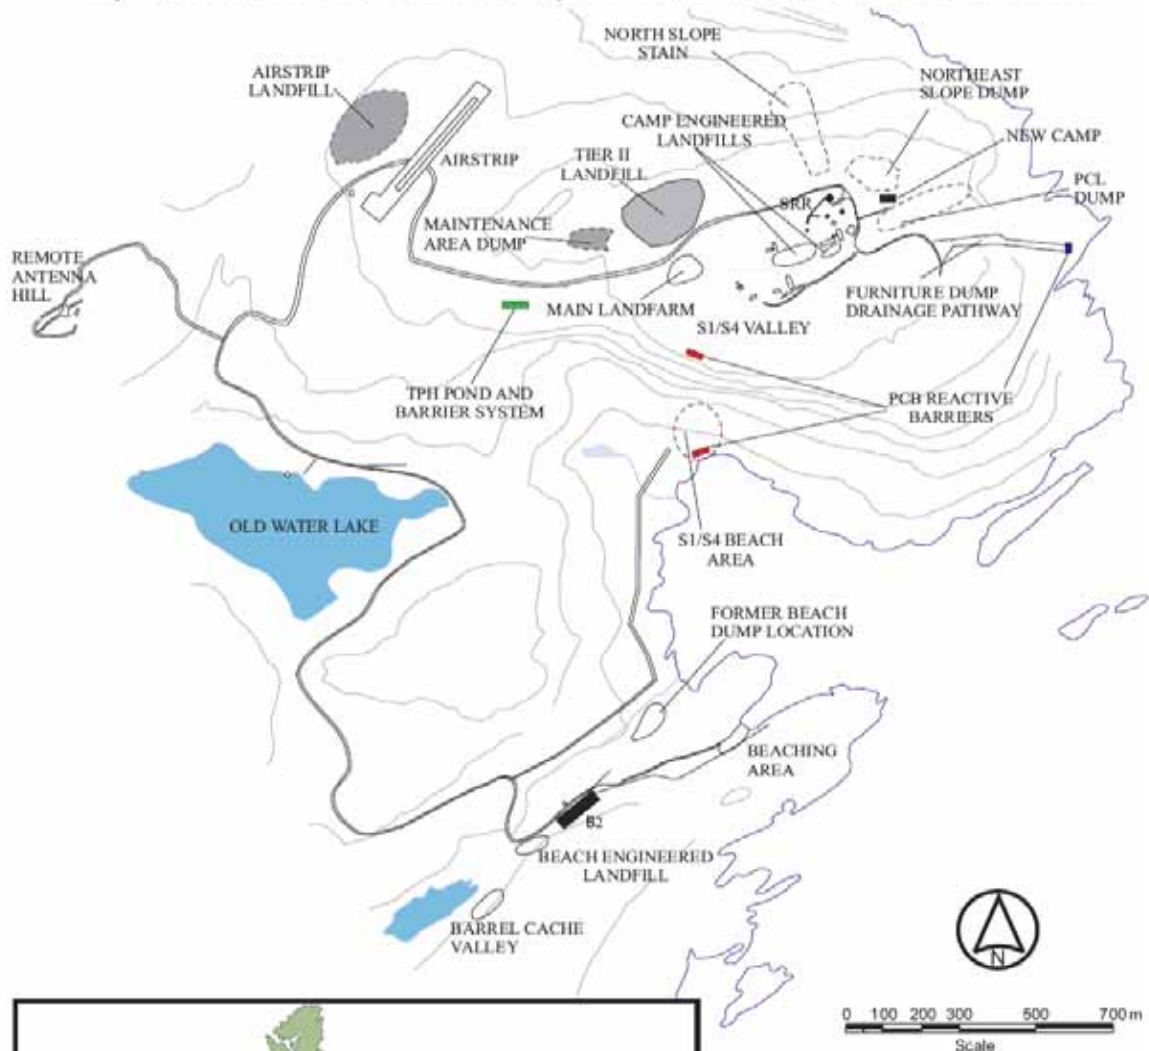 NORTH SLOPE
STAIN
AIRSTRIP
LANDFILL
NORTHEAST
SLOPE DUMP
CAMP ENGINEERED
LANDFILLS
NEW CAMP
AIRSTRIP
TIER II
LANDFILL
PCL
DUMP
SRR
MAINTENANCE
AREA DUMP
REMOTE
ANTENNA
HILL
MAIN LANDFARM
FURNITURE DUMP
DRAINAGE PATHWAY
S1/S4 VALLEY
TPH POND AND
BARRIER SYSTEM
PCB REACTIVE
BARRIERS
OLD WATER LAKE
S1/S4 BEACH
AREA
FORMER BEACH
DUMP LOCATION
BEACHING
AREA
B2
BEACH ENGINEERED
LANDFILL
BARREL CACHE
VALLEY
N
0 100 200 300 500 700 m
Scale